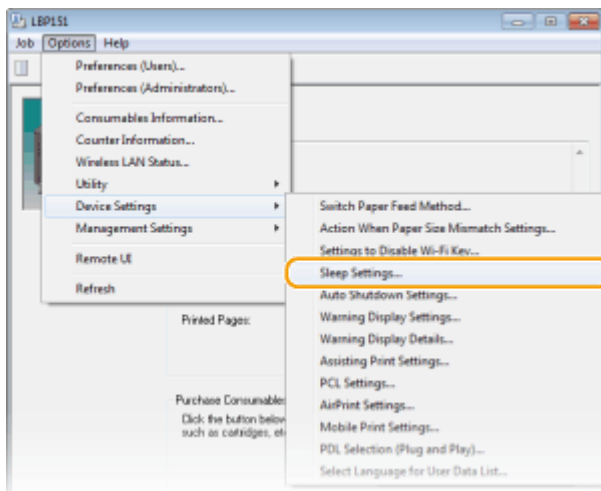 LBP151
Job Options Help
Preferences (Users)...
Preferences (Administrators)...
Consumables Information...
Counter Information...
Wireless LAN Status...
Utility
Device Settings
Management Settings
Remote UI
Refresh
Switch Paper Feed Method...
Action When Paper Size Mismatch Settings...
Settings to Disable Wi-Fi Key...
Sleep Settings...
Auto Shutdown Settings...
Warning Display Settings...
Warning Display Details...
Assisting Print Settings...
PCL Settings...
AirPrint Settings...
Mobile Print Settings...
PDL Selection (Plug and Play)...
Select Language for User Data List...
Printed Pages:
Purchase Consumable
Click the button below
such as cartridges, et